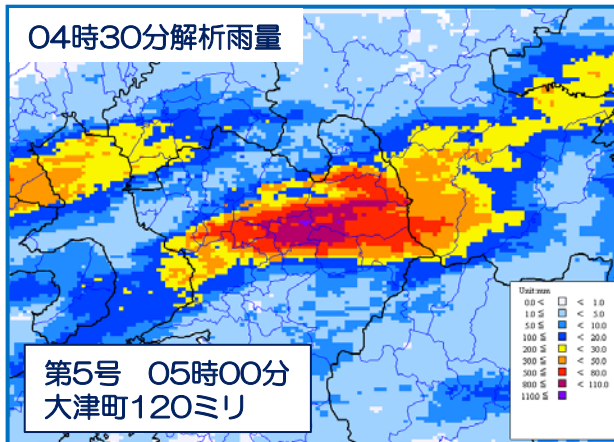 04時30分解析雨量
第5号　05時00分
大津町120ミリ
Unit:mm
0.0 < < 1.0
1.0 ≦ < 5.0
5.0 ≦ < 10.0
10.0 ≦ < 20.0
20.0 ≦ < 30.0
30.0 ≦ < 50.0
50.0 ≦ < 80.0
80.0 ≦ < 110.0
110.0 ≦